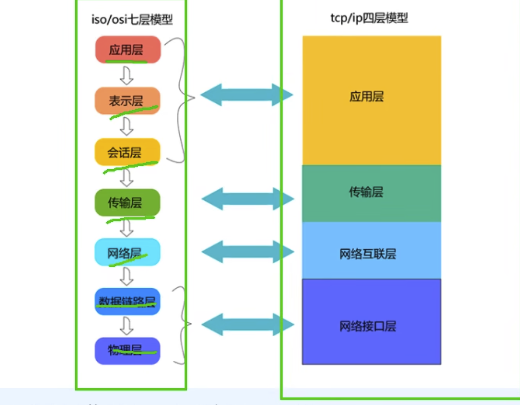 iso/osi七层模型
应用层
表示层
会话层
传输层
网络层
数据链路层
物理层
tcp/ip四层模型
应用层
传输层
网络互联层
网络接口层